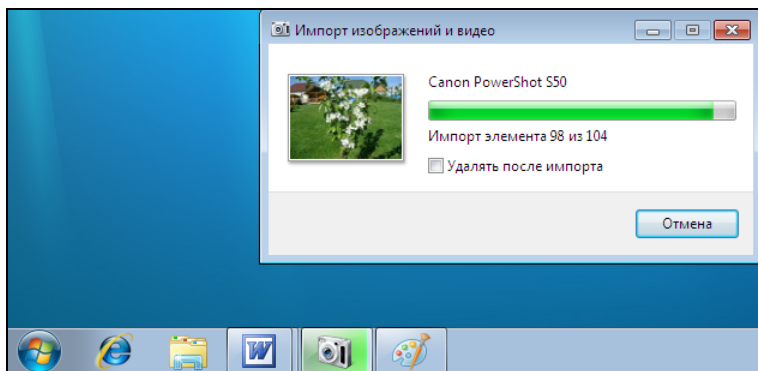 Импорт изображений и видео
Canon PowerShot S50
Импорт элемента 98 из 104
Удалять после импорта
Отмена